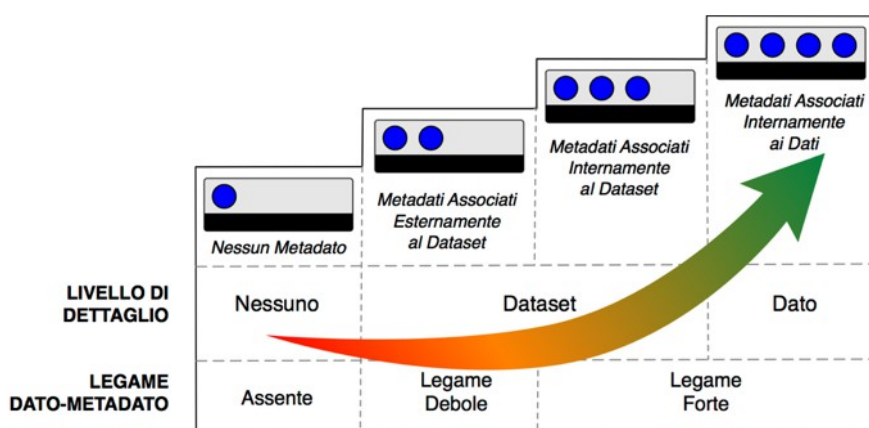 Nessun Metadato
Metadati Associati
Esternamente
al Dataset
Metadati Associati
Internamente
al Dataset
Metadati Associati
Internamente
ai Dati
LIVELLO DI
DETTAGLIO
Nessuno
Dataset
Dato
LEGAME
DATO-METADATO
Assente
Legame
Debole
Legame
Forte